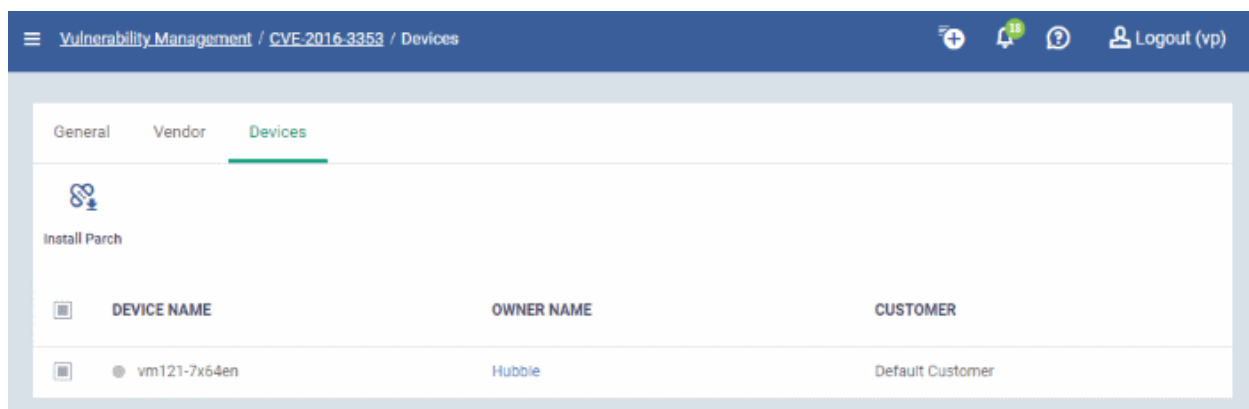 Vulnerability Management / CVE-2016-3353 / Devices 18 Logout (vp)
General Vendor Devices
Install Parch
DEVICE NAME OWNER NAME CUSTOMER
vm121-7x64en Hubble Default Customer